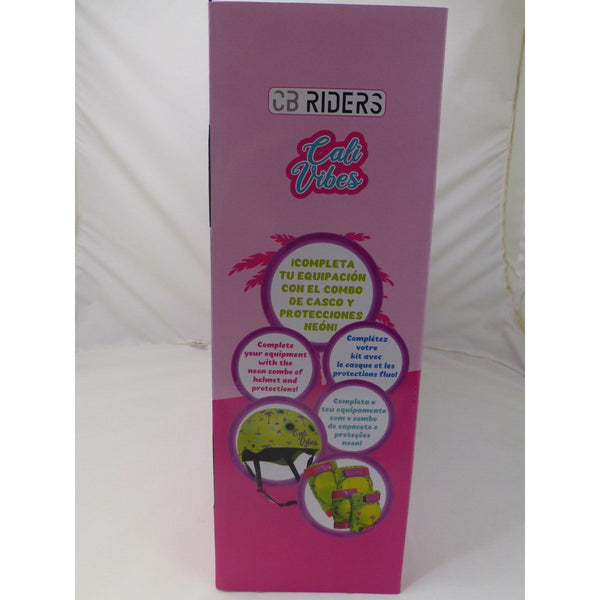 CB RIDERS
Cali
Vibes
¡COMPLETA
TU EQUIPACIÓN
CON EL COMBO
DE CASCO Y
PROTECCIONES
NEÓN!
Complete
your equipment
with the
neon combo of
helmet and
protections!
Complétez
votre
kit avec
le casque et les
protections fluo!
Completa o
teu equipamento
com o combo
de capacete e
proteções
neon!
Cali
Vibes